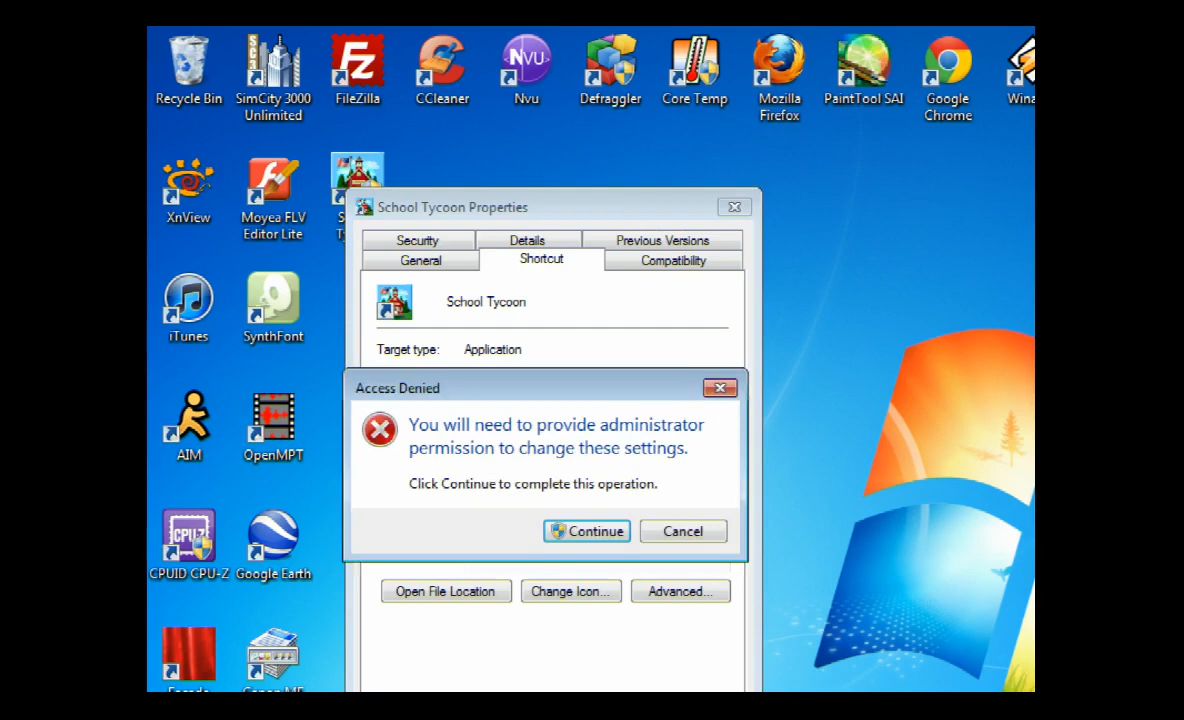 Recycle Bin
SimCity 3000
Unlimited
FileZilla
CCleaner
Nvu
Defraggler
Core Temp
Mozilla
Firefox
PaintTool SAI
Google
Chrome
XnView
Moyea FLV
Editor Lite
iTunes
SynthFont
AIM
OpenMPT
CPUID CPU-Z
Google Earth
School Tycoon Properties
Security
Details
Previous Versions
General
Shortcut
Compatibility
School Tycoon
Target type:
Application
Access Denied
You will need to provide administrator
permission to change these settings.
Click Continue to complete this operation.
Continue
Cancel
Open File Location
Change Icon...
Advanced...